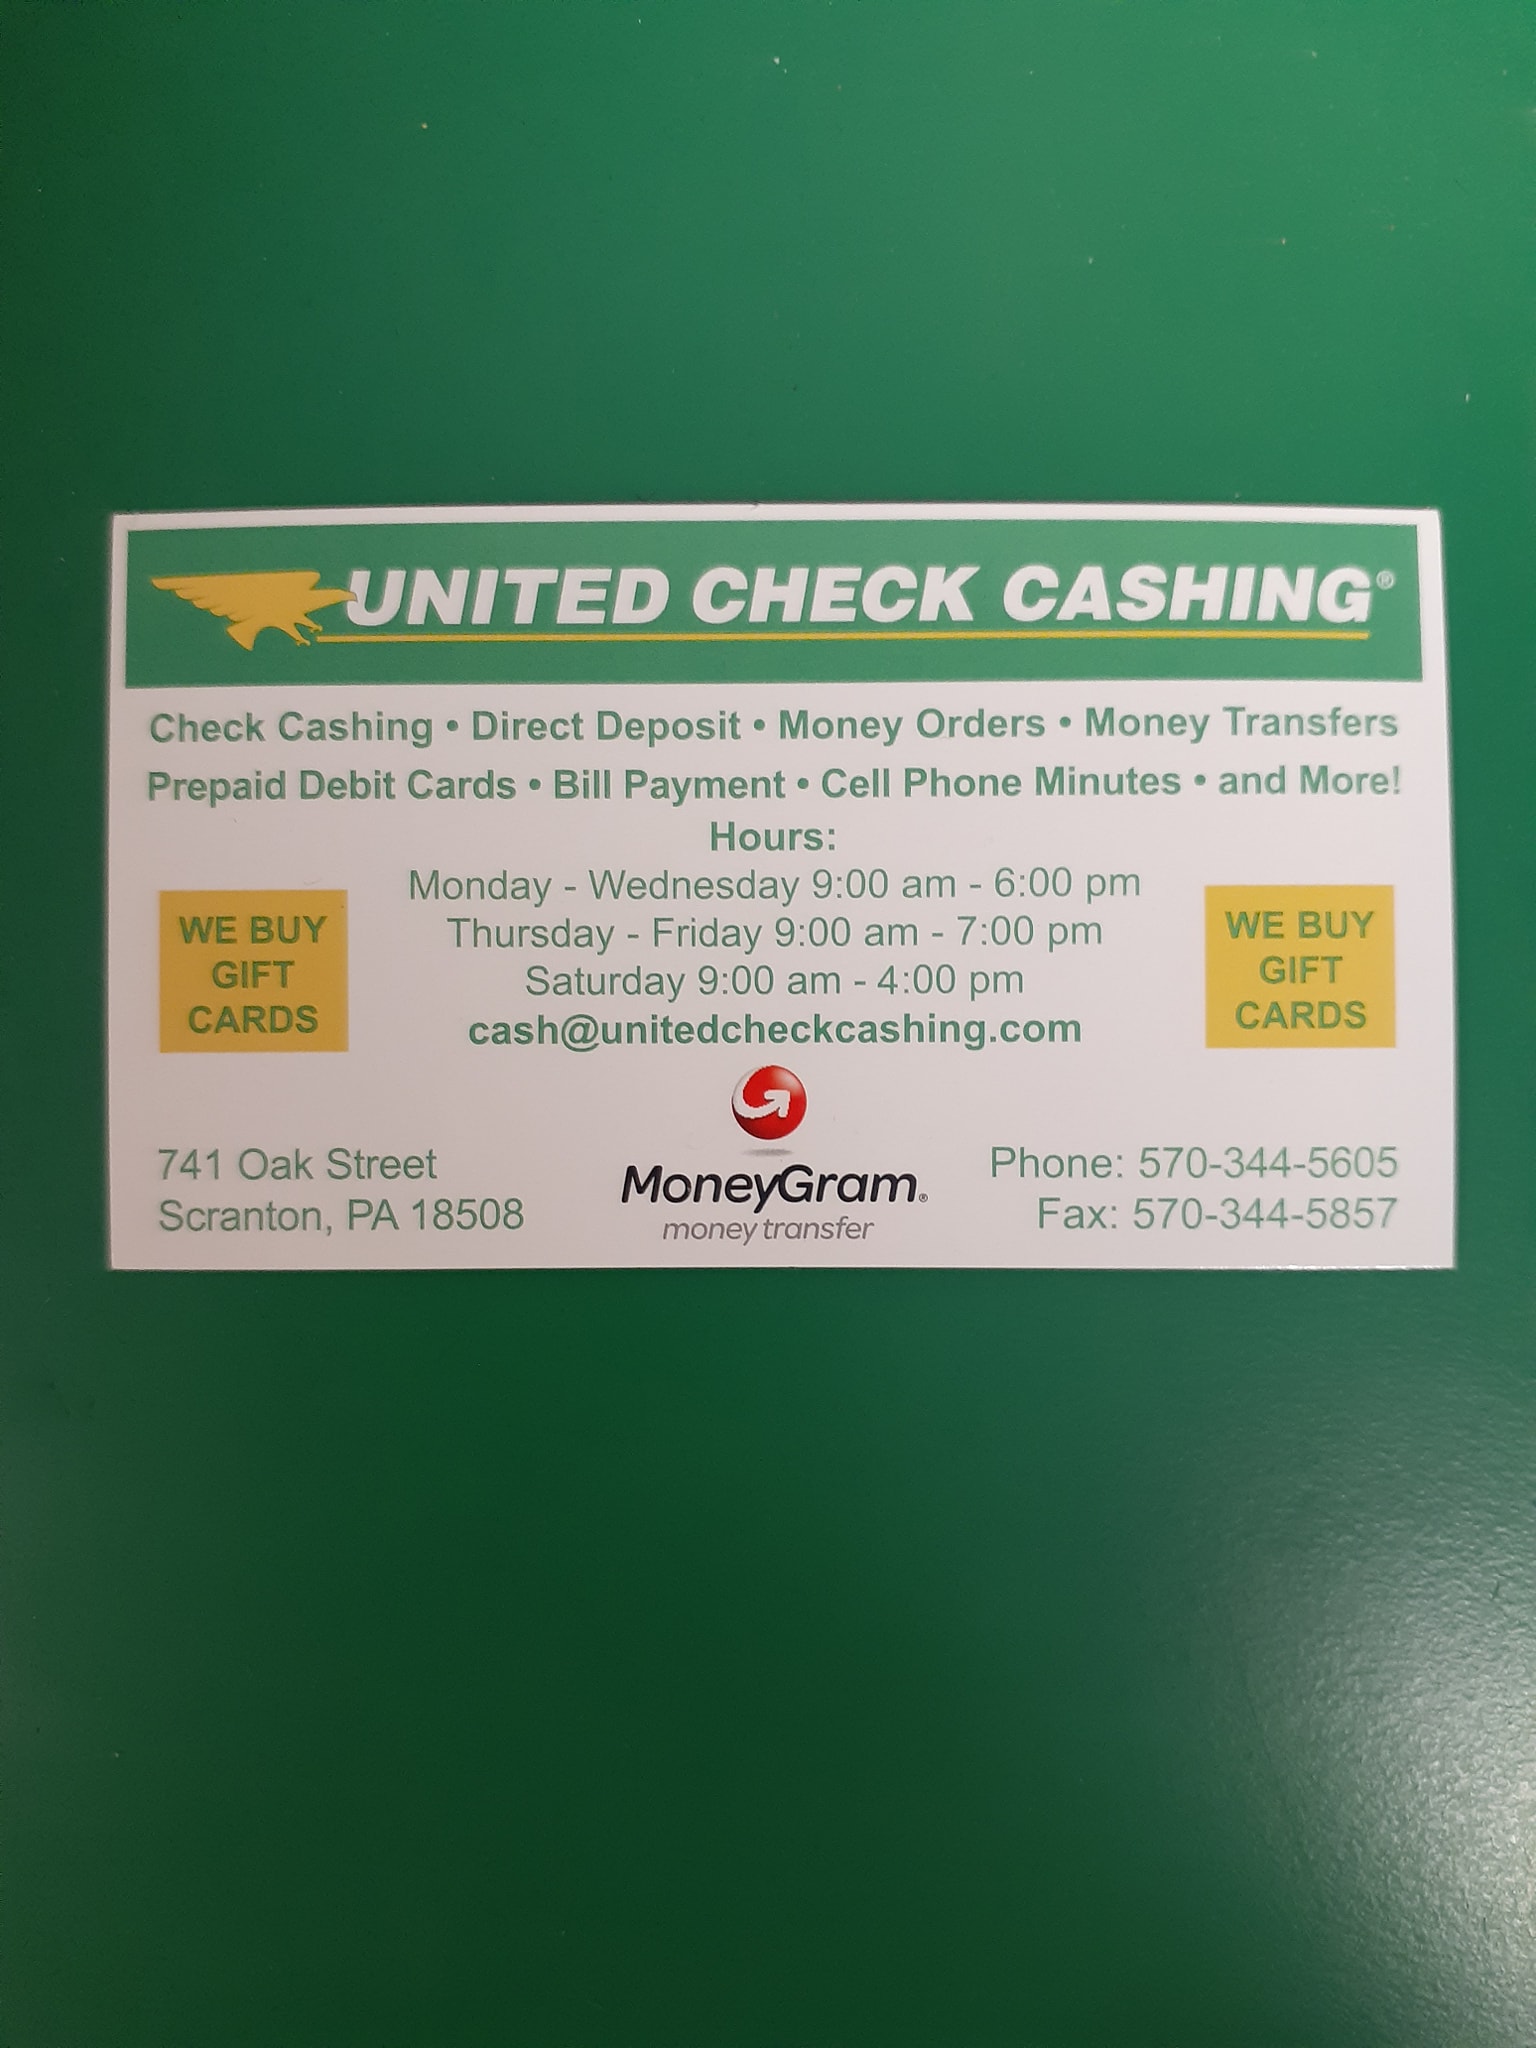 UNITED CHECK CASHING®
Check Cashing • Direct Deposit • Money Orders • Money Transfers
Prepaid Debit Cards • Bill Payment • Cell Phone Minutes • and More!
Hours:
Monday - Wednesday 9:00 am - 6:00 pm
Thursday - Friday 9:00 am - 7:00 pm
Saturday 9:00 am - 4:00 pm
cash@unitedcheckcashing.com
WE BUY
GIFT
CARDS
WE BUY
GIFT
CARDS
741 Oak Street
Scranton, PA 18508
MoneyGram®
money transfer
Phone: 570-344-5605
Fax: 570-344-5857